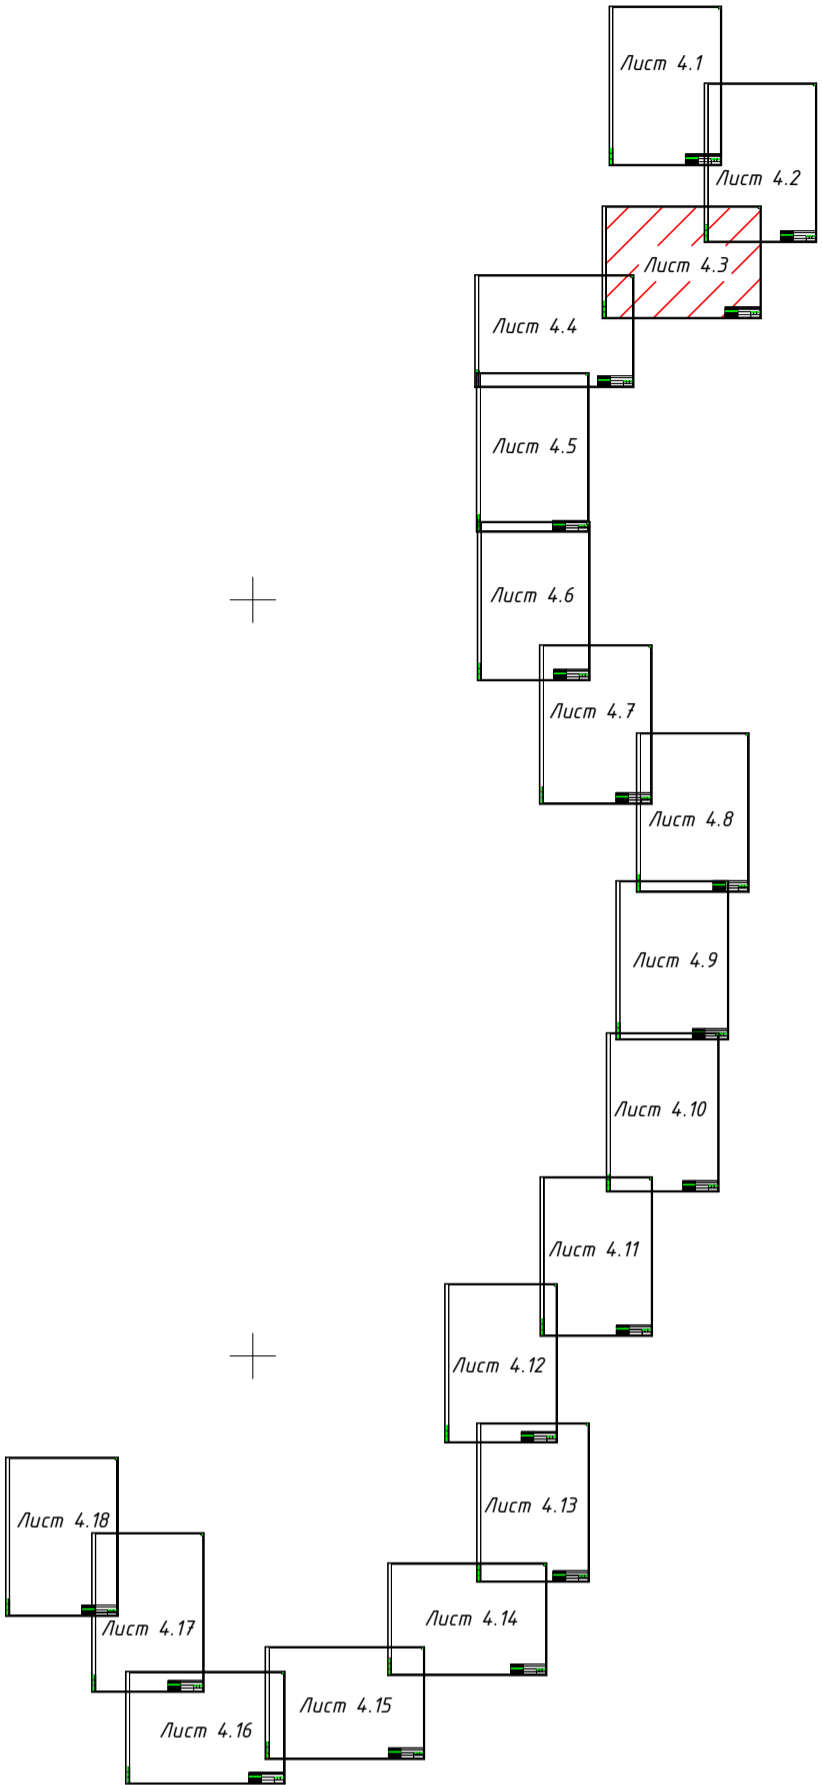 Лист 4.1
Лист 4.2
Лист 4.3
Лист 4.4
Лист 4.5
Лист 4.6
Лист 4.7
Лист 4.8
Лист 4.9
Лист 4.10
Лист 4.11
Лист 4.12
Лист 4.13
Лист 4.18
Лист 4.14
Лист 4.17
Лист 4.15
Лист 4.16